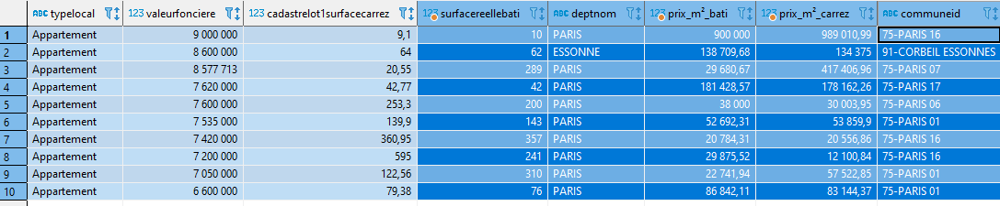 ABC typelocal 123 valeurfonciere 123 cadastrelot1surfacecarrez 123 surfacereellebati ABC deptnom 123 prix_m²_bati 123 prix_m²_carrez ABC communeid
1 Appartement 9 000 000 9,1 10 PARIS 900 000 989 010,99 75-PARIS 16
2 Appartement 8 600 000 64 62 ESSONNE 138 709,68 134 375 91-CORBEIL ESSONNES
3 Appartement 8 577 713 20,55 289 PARIS 29 680,67 417 406,96 75-PARIS 07
4 Appartement 7 620 000 42,77 42 PARIS 181 428,57 178 162,26 75-PARIS 17
5 Appartement 7 600 000 253,3 200 PARIS 38 000 30 003,95 75-PARIS 06
6 Appartement 7 535 000 139,9 143 PARIS 52 692,31 53 859,9 75-PARIS 01
7 Appartement 7 420 000 360,95 357 PARIS 20 784,31 20 556,86 75-PARIS 16
8 Appartement 7 200 000 595 241 PARIS 29 875,52 12 100,84 75-PARIS 16
9 Appartement 7 050 000 122,56 310 PARIS 22 741,94 57 522,85 75-PARIS 01
10 Appartement 6 600 000 79,38 76 PARIS 86 842,11 83 144,37 75-PARIS 01